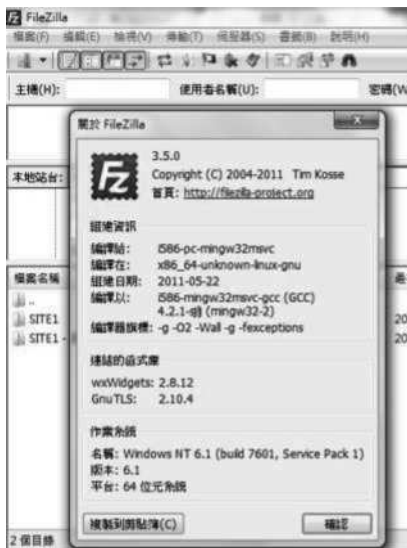 FileZilla
檔案(F) 編輯(E) 檢視(V) 傳輸(T) 伺服器(S) 書籤(B) 說明(H)
主機(H): 使用者名稱(U): 密碼(W
關於 FileZilla
3.5.0
Copyright (C) 2004-2011 Tim Kosse
首頁: http://filezilla-project.org
本地站台:
組建資訊
編譯給: i586-pc-mingw32msvc
編譯在: x86_64-unknown-linux-gnu
組建日期: 2011-05-22
編譯以: i586-mingw32msvc-gcc (GCC)
4.2.1-sjlj (mingw32-2)
編譯器旗標: -g -O2 -Wall -g -fexceptions
檔案名稱
..
SITE1 20
SITE1 - 20
連結的函式庫
wxWidgets: 2.8.12
GnuTLS: 2.10.4
作業系統
名稱: Windows NT 6.1 (build 7601, Service Pack 1)
版本: 6.1
平台: 64 位元系統
複製到剪貼簿(C) 確認
2 個目錄